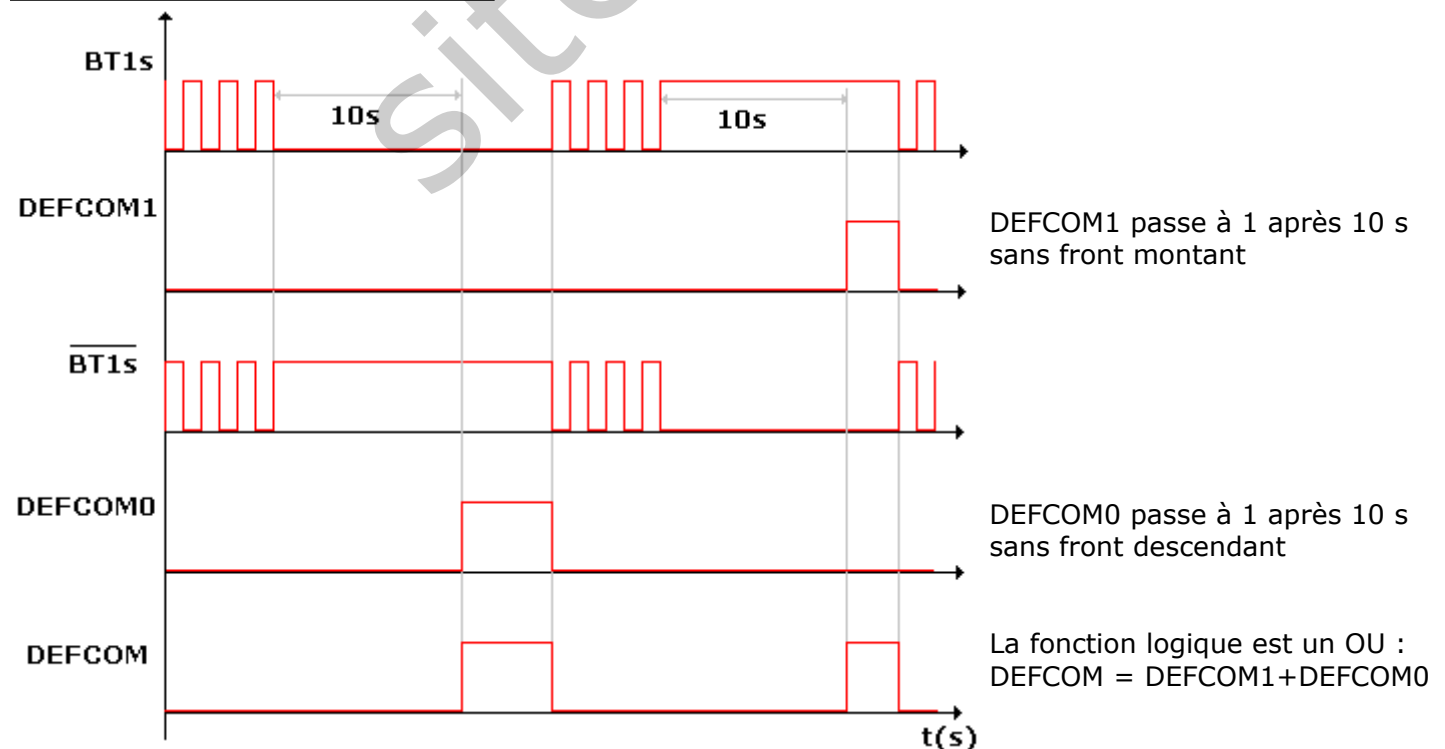 BT1s
10s
10s
DEFCOM1
DEFCOM1 passe à 1 après 10 s
sans front montant
BT1s
DEFCOM0
DEFCOM0 passe à 1 après 10 s
sans front descendant
DEFCOM
La fonction logique est un OU :
DEFCOM = DEFCOM1+DEFCOM0
t(s)